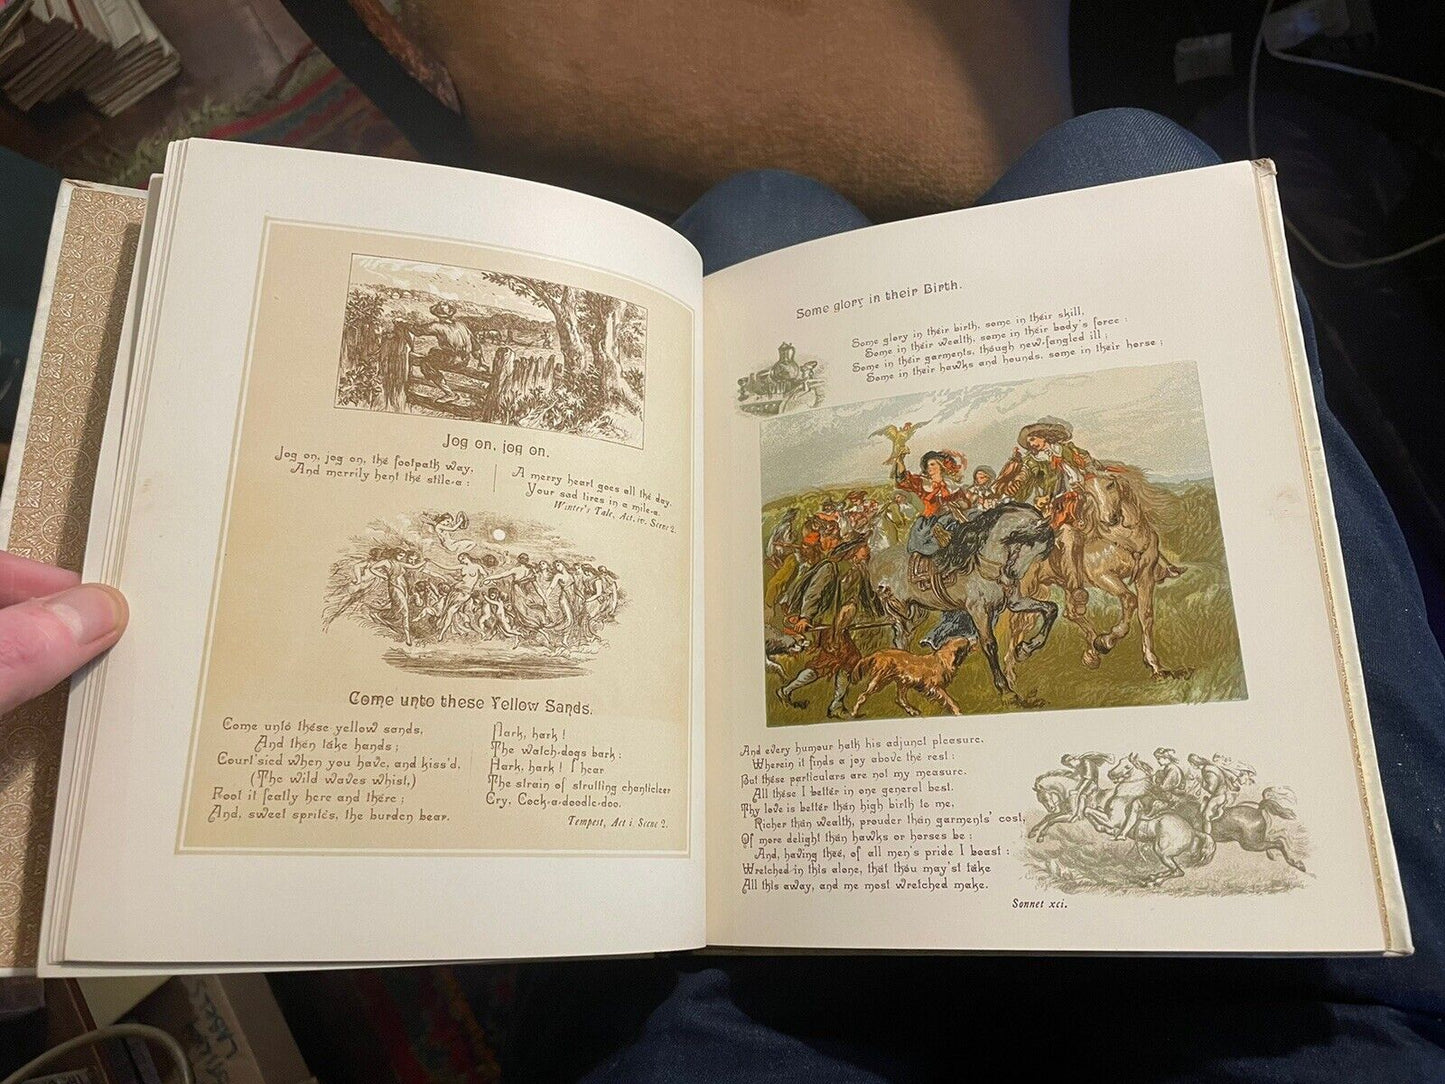 Jog on, jog on.
Jog on, jog on, the footpath way,
And merrily hent the stile-a :
A merry heart goes all the day,
Your sad tires in a mile-a.
Winter's Tale, Act. iv. Scene 2.
Come unto these Yellow Sands.
Come unto these yellow sands,
And then take hands ;
Court'sied when you have, and kiss'd,
(The wild waves whist,)
Foot it featly here and there ;
And, sweet sprites, the burden bear.
Hark, hark !
The watch-dogs bark :
Hark, hark ! I hear
The strain of strutting chanticleer
Cry, Cock-a-doodle-doo.
Tempest, Act i. Scene 2.
Some glory in their Birth.
Some glory in their birth, some in their skill,
Some in their wealth, some in their body's force ;
Some in their garments, though new-fangled ill ;
Some in their hawks and hounds, some in their horse ;
And every humour hath his adjunct pleasure,
Wherein it finds a joy above the rest :
But these particulars are not my measure,
All these I better in one general best.
Thy love is better than high birth to me,
Richer than wealth, prouder than garments' cost,
Of more delight than hawks or horses be ;
And, having thee, of all men's pride I boast :
Wretched in this alone, that thou may'st take
All this away, and me most wretched make.
Sonnet xci.